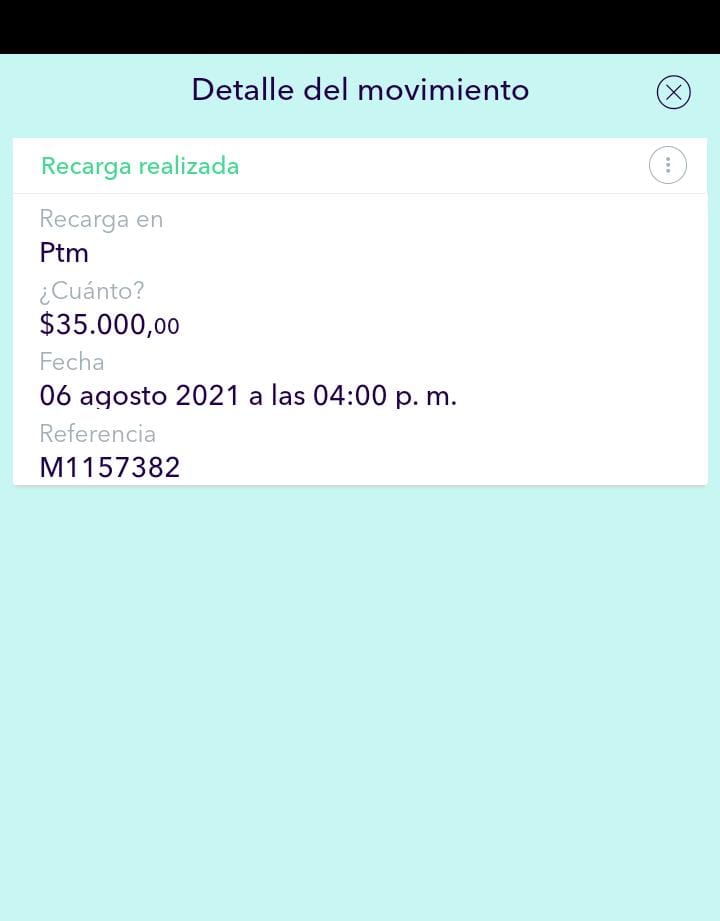 Detalle del movimiento
Recarga realizada
Recarga en
Ptm
¿Cuánto?
$35.000,00
Fecha
06 agosto 2021 a las 04:00 p. m.
Referencia
M1157382